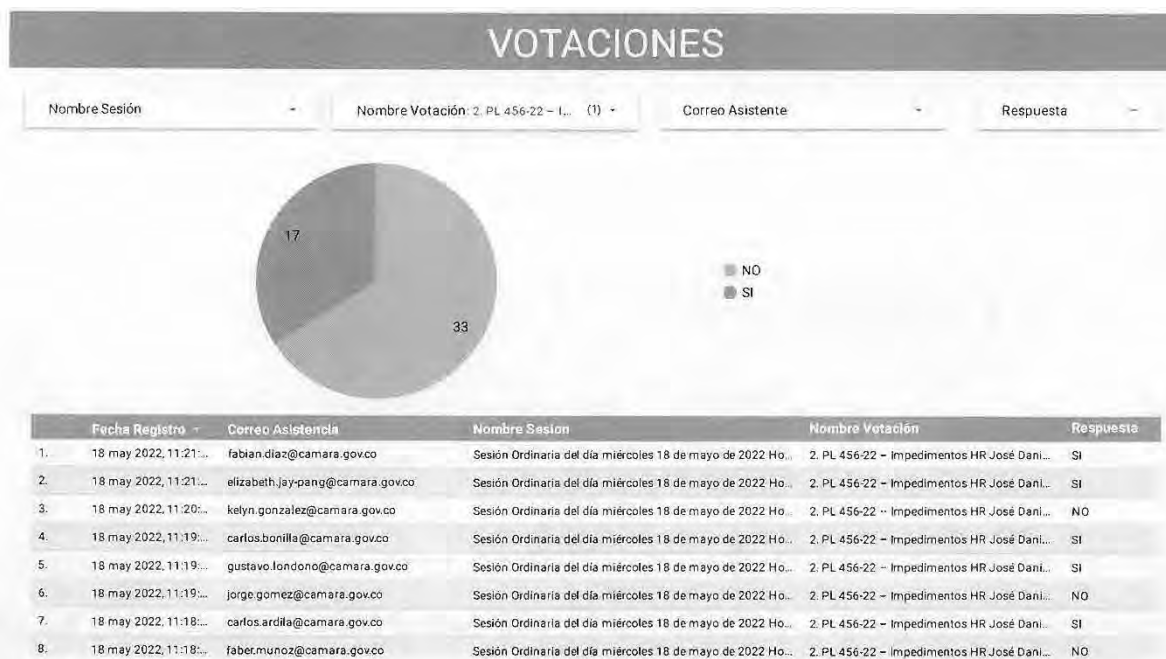 VOTACIONES
Nombre Sesión - Nombre Votación: 2. PL 456-22 – I... (1) - Correo Asistente - Respuesta -
17
33
NO
SI
Fecha Registro - Correo Asistencia Nombre Sesion Nombre Votación Respuesta
1. 18 may 2022, 11:21:... fabian.diaz@camara.gov.co Sesión Ordinaria del día miércoles 18 de mayo de 2022 Ho... 2. PL 456-22 – Impedimentos HR José Dani... SI
2. 18 may 2022, 11:21:... elizabeth.jay-pang@camara.gov.co Sesión Ordinaria del día miércoles 18 de mayo de 2022 Ho... 2. PL 456-22 – Impedimentos HR José Dani... SI
3. 18 may 2022, 11:20:... kelyn.gonzalez@camara.gov.co Sesión Ordinaria del día miércoles 18 de mayo de 2022 Ho... 2. PL 456-22 – Impedimentos HR José Dani... NO
4. 18 may 2022, 11:19:... carlos.bonilla@camara.gov.co Sesión Ordinaria del día miércoles 18 de mayo de 2022 Ho... 2. PL 456-22 – Impedimentos HR José Dani... SI
5. 18 may 2022, 11:19:... gustavo.londono@camara.gov.co Sesión Ordinaria del día miércoles 18 de mayo de 2022 Ho... 2. PL 456-22 – Impedimentos HR José Dani... SI
6. 18 may 2022, 11:19:... jorge.gomez@camara.gov.co Sesión Ordinaria del día miércoles 18 de mayo de 2022 Ho... 2. PL 456-22 – Impedimentos HR José Dani... NO
7. 18 may 2022, 11:18:... carlos.ardila@camara.gov.co Sesión Ordinaria del día miércoles 18 de mayo de 2022 Ho... 2. PL 456-22 – Impedimentos HR José Dani... SI
8. 18 may 2022, 11:18:... faber.munoz@camara.gov.co Sesión Ordinaria del día miércoles 18 de mayo de 2022 Ho... 2. PL 456-22 – Impedimentos HR José Dani... NO